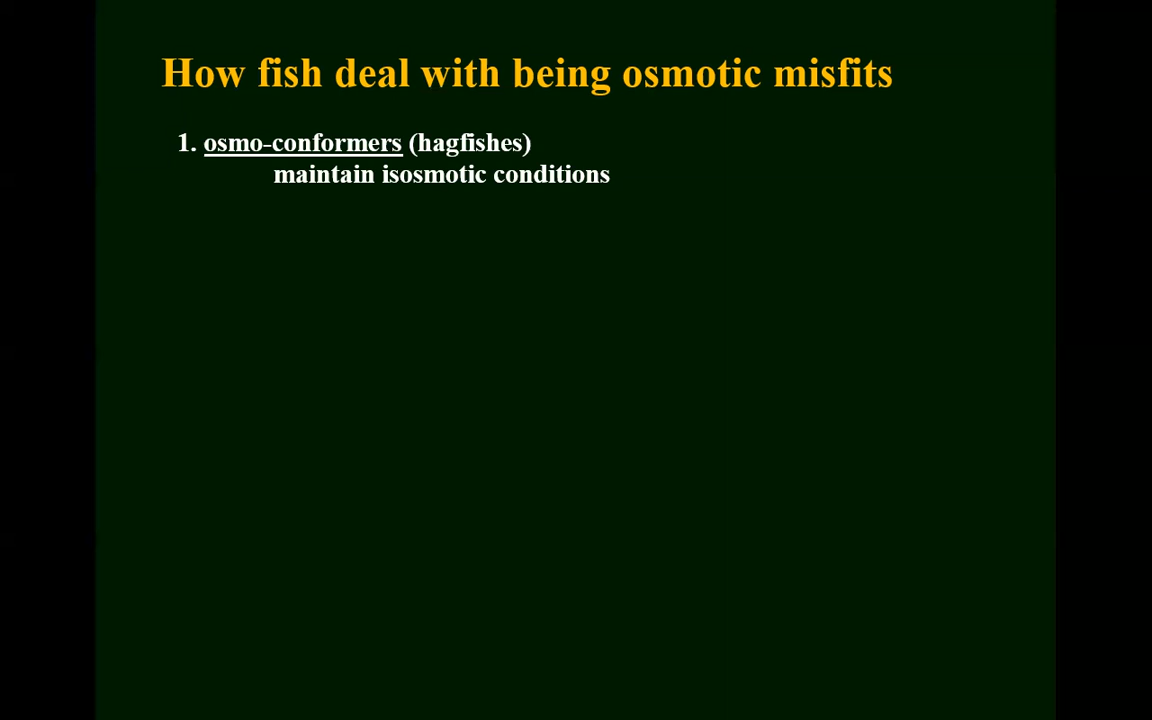 How fish deal with being osmotic misfits
1. osmo-conformers (hagfishes)
maintain isosmotic conditions